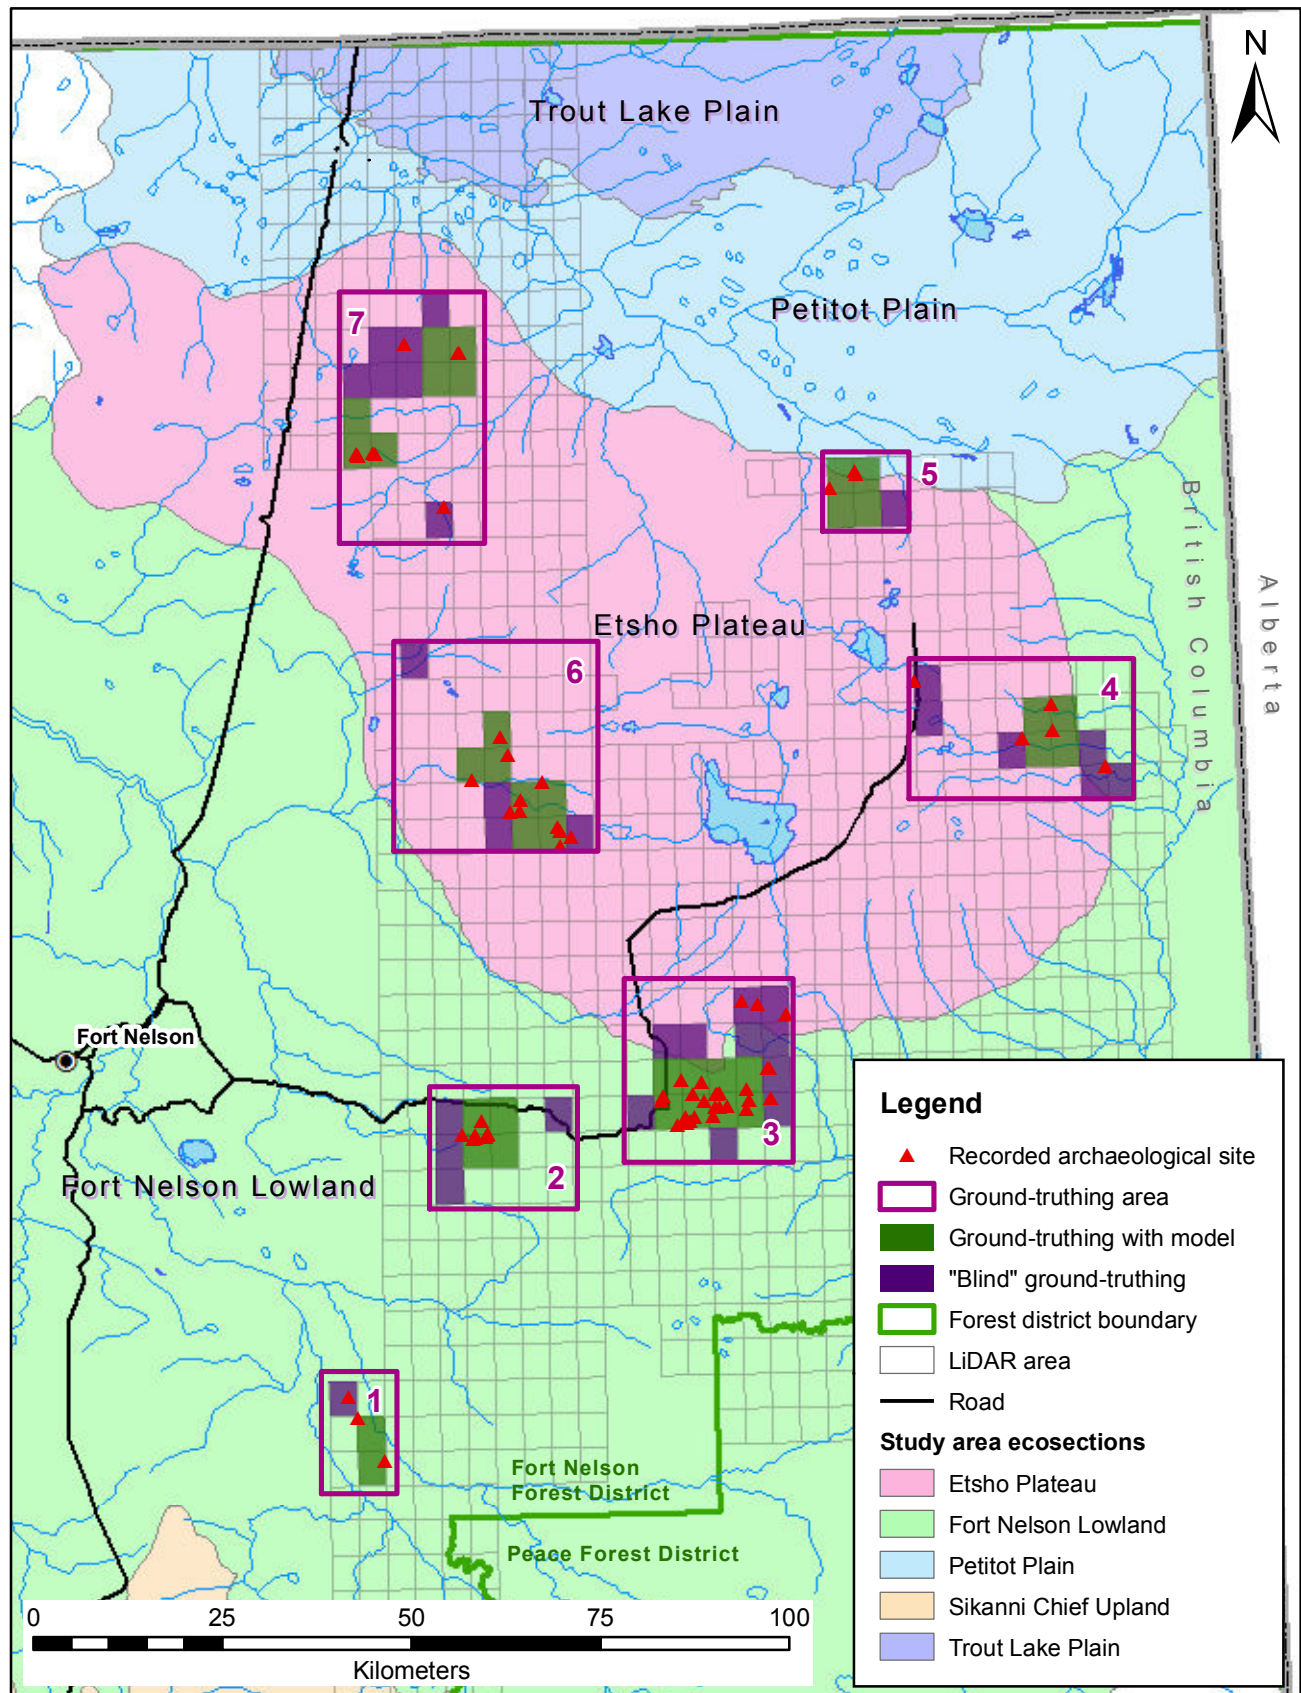 N
Trout Lake Plain
Petitot Plain
7
5
British Columbia
Alberta
Etsho Plateau
6
4
Fort Nelson
3
2
Fort Nelson Lowland
1
Fort Nelson
Forest District
Peace Forest District
0 25 50 75 100
Kilometers
Legend
Recorded archaeological site
Ground-truthing area
Ground-truthing with model
"Blind" ground-truthing
Forest district boundary
LiDAR area
Road
Study area ecosections
Etsho Plateau
Fort Nelson Lowland
Petitot Plain
Sikanni Chief Upland
Trout Lake Plain